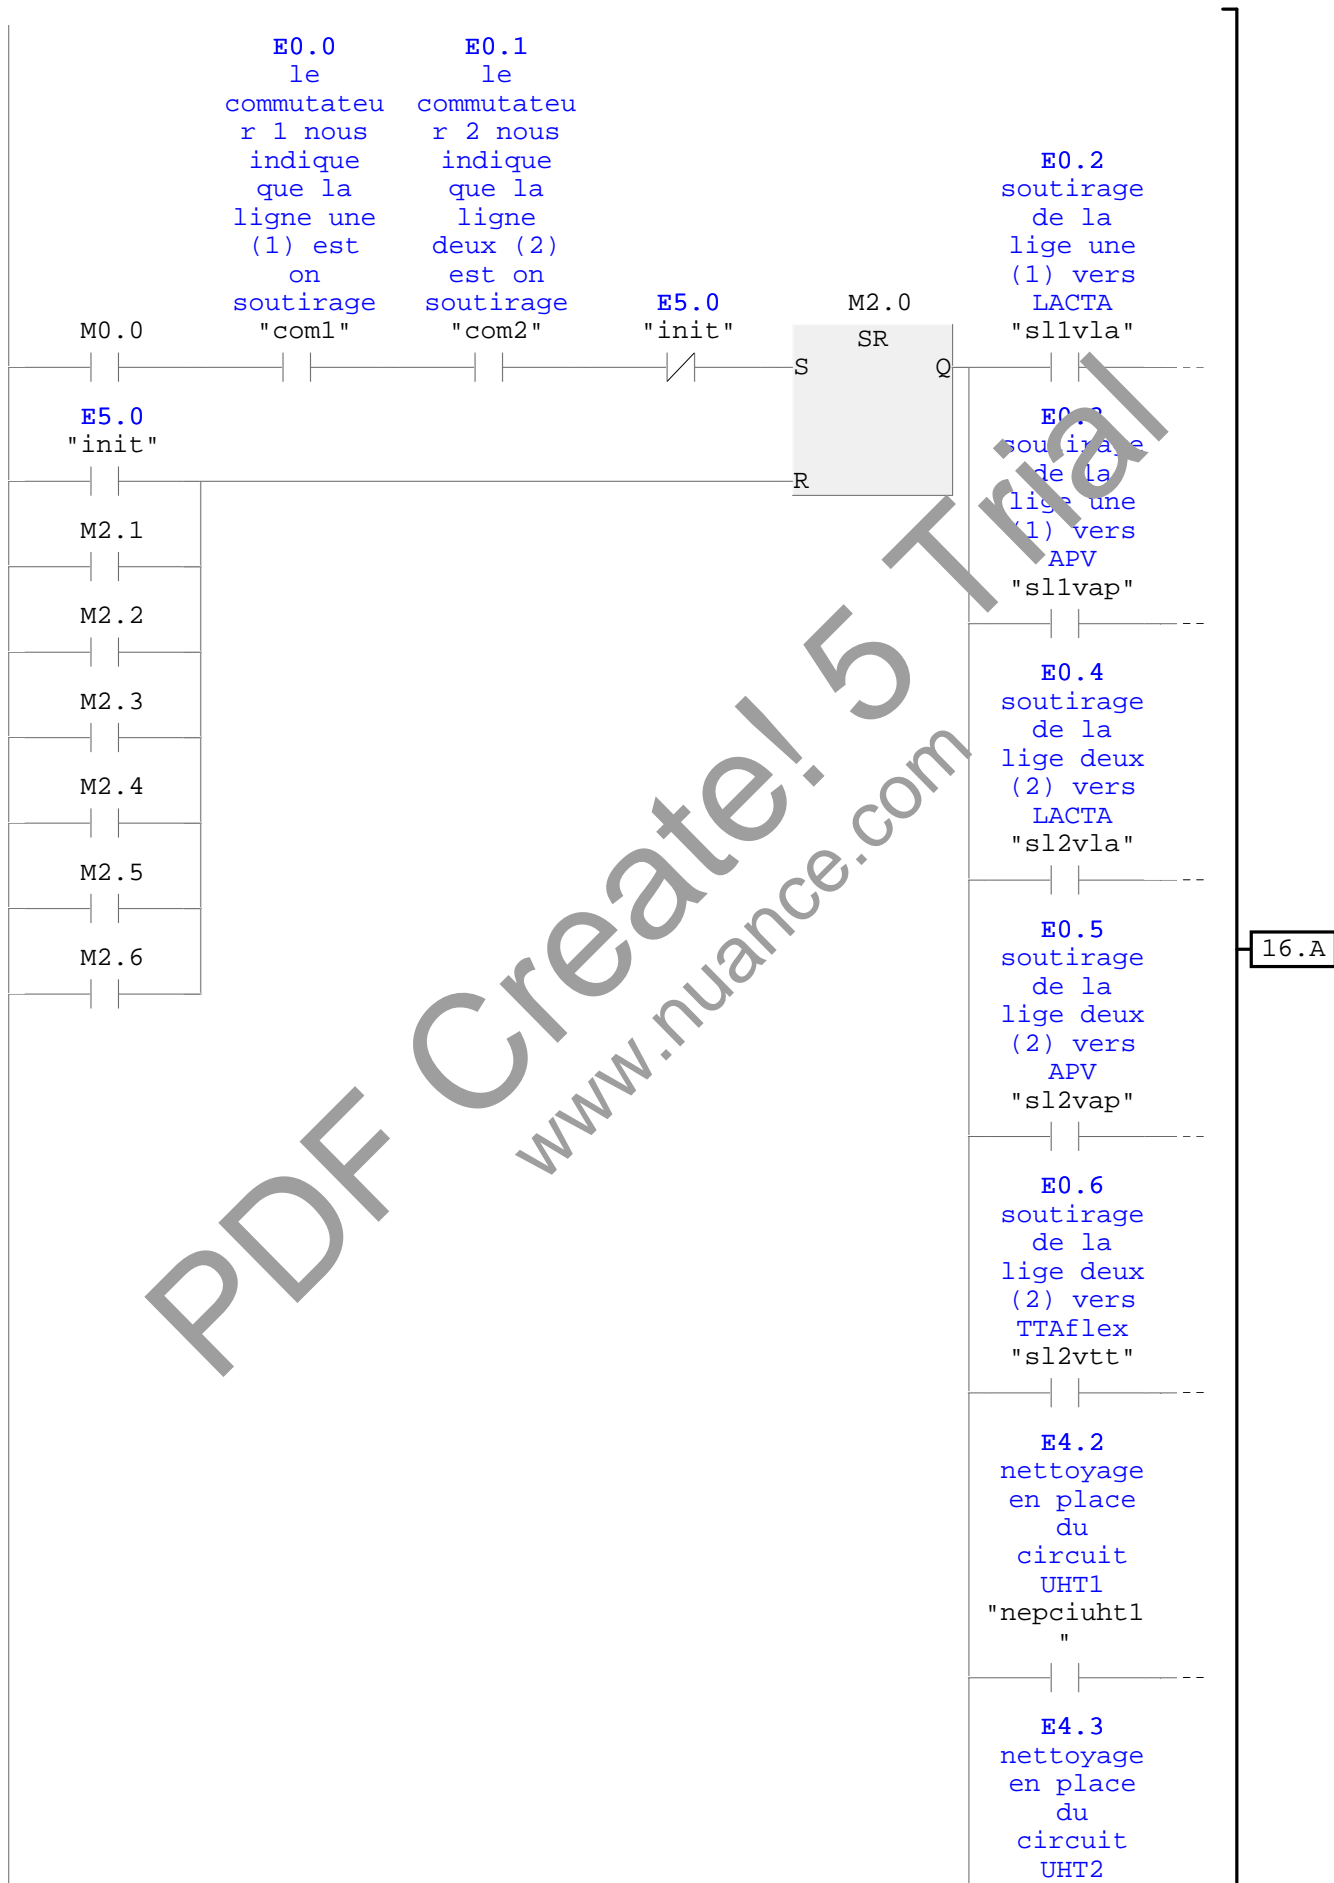 E0.0
le
commutateu
r 1 nous
indique
que la
ligne une
(1) est
on
soutirage
"com1"
E0.1
le
commutateu
r 2 nous
indique
que la
ligne
deux (2)
est on
soutirage
"com2"
M0.0
E5.0
"init"
M2.0
SR
S
Q
R
E0.2
soutirage
de la
lige une
(1) vers
LACTA
"sl1vla"
E5.0
"init"
M2.1
M2.2
M2.3
M2.4
M2.5
M2.6
E0.3
soutirage
de la
lige une
(1) vers
APV
"sl1vap"
E0.4
soutirage
de la
lige deux
(2) vers
LACTA
"sl2vla"
E0.5
soutirage
de la
lige deux
(2) vers
APV
"sl2vap"
16.A
E0.6
soutirage
de la
lige deux
(2) vers
TTAflex
"sl2vtt"
E4.2
nettoyage
en place
du
circuit
UHT1
"nepciuht1
"
E4.3
nettoyage
en place
du
circuit
UHT2
PDF Create! 5 Trial
www.nuance.com